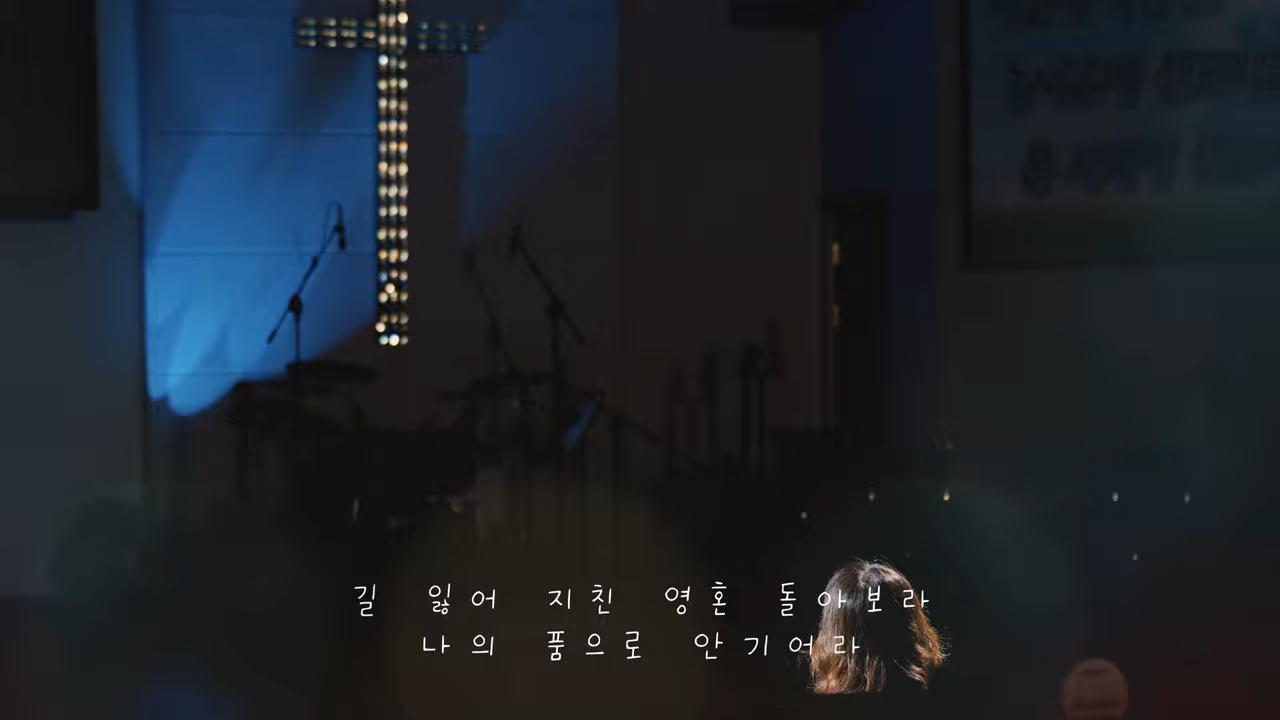 길 잃어 지친 영혼 돌아보라
나의 품으로 안기어라